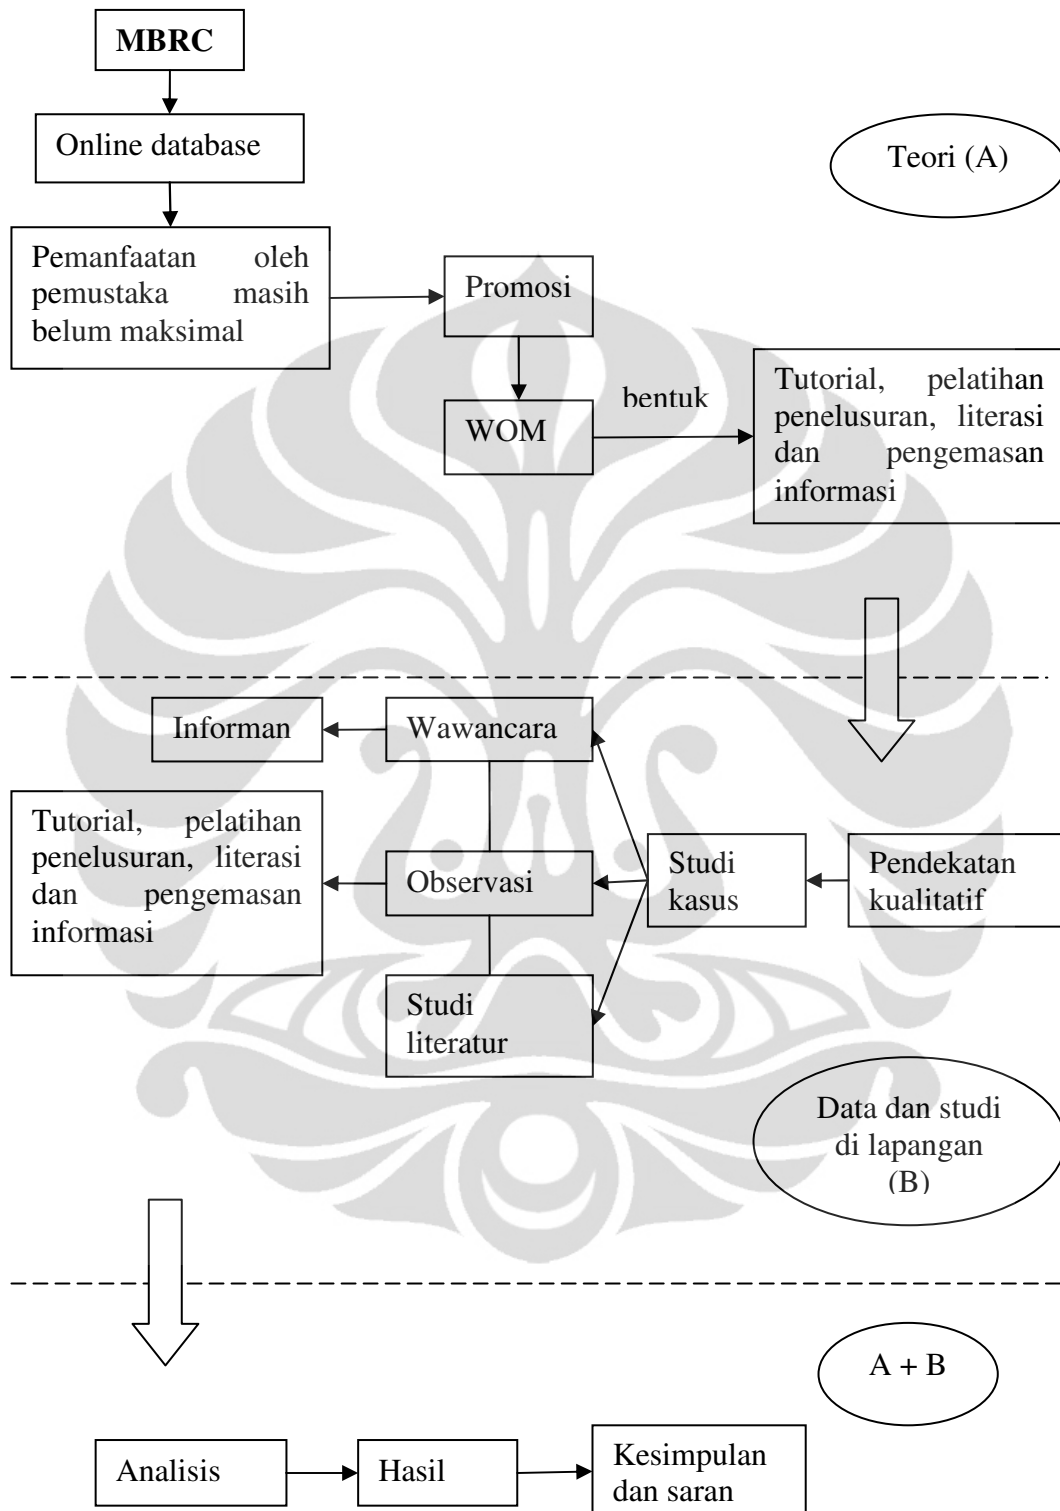 MBRC
Online database
Teori (A)
Pemanfaatan oleh
pemustaka masih
belum maksimal
Promosi
WOM
bentuk
Tutorial, pelatihan
penelusuran, literasi
dan pengemasan
informasi
Informan
Wawancara
Tutorial, pelatihan
penelusuran, literasi
dan pengemasan
informasi
Observasi
Studi
kasus
Pendekatan
kualitatif
Studi
literatur
Data dan studi
di lapangan
(B)
A + B
Analisis
Hasil
Kesimpulan
dan saran